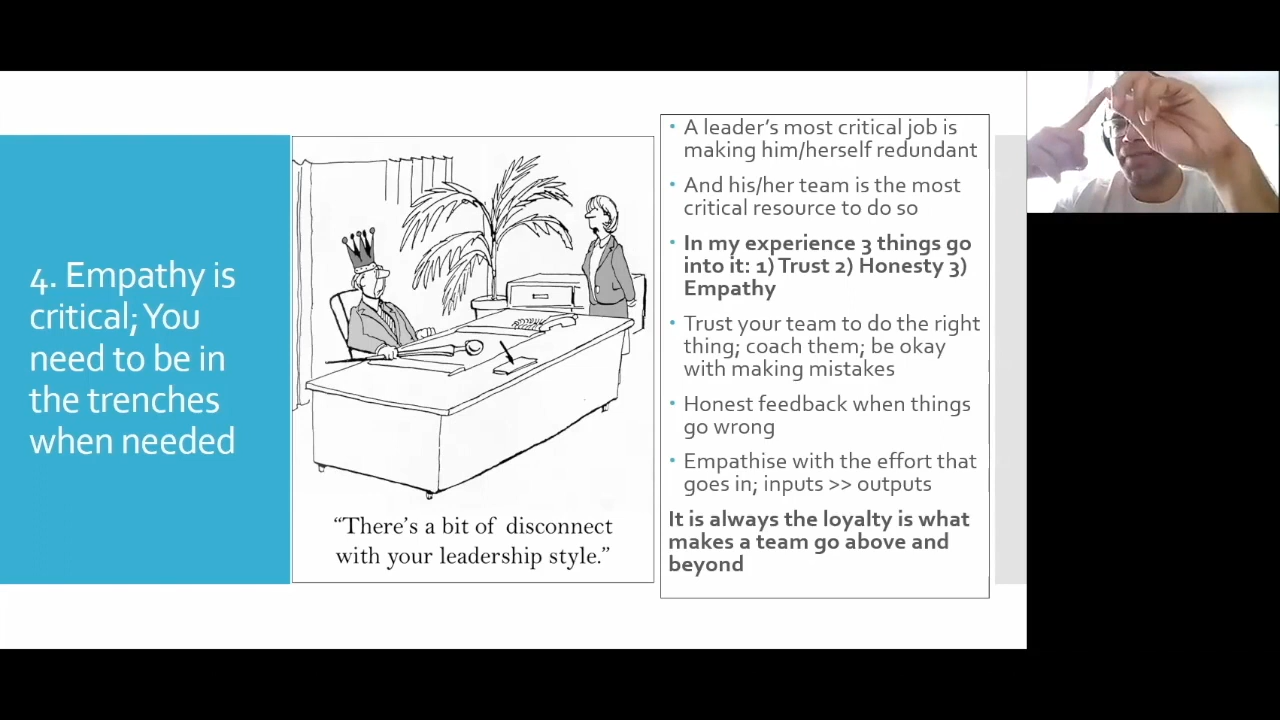 4. Empathy is
critical; You
need to be in
the trenches
when needed
“There’s a bit of disconnect
with your leadership style.”
• A leader’s most critical job is
making him/herself redundant
• And his/her team is the most
critical resource to do so
• In my experience 3 things go
into it: 1) Trust 2) Honesty 3)
Empathy
• Trust your team to do the right
thing; coach them; be okay
with making mistakes
• Honest feedback when things
go wrong
• Empathise with the effort that
goes in; inputs >> outputs
It is always the loyalty is what
makes a team go above and
beyond